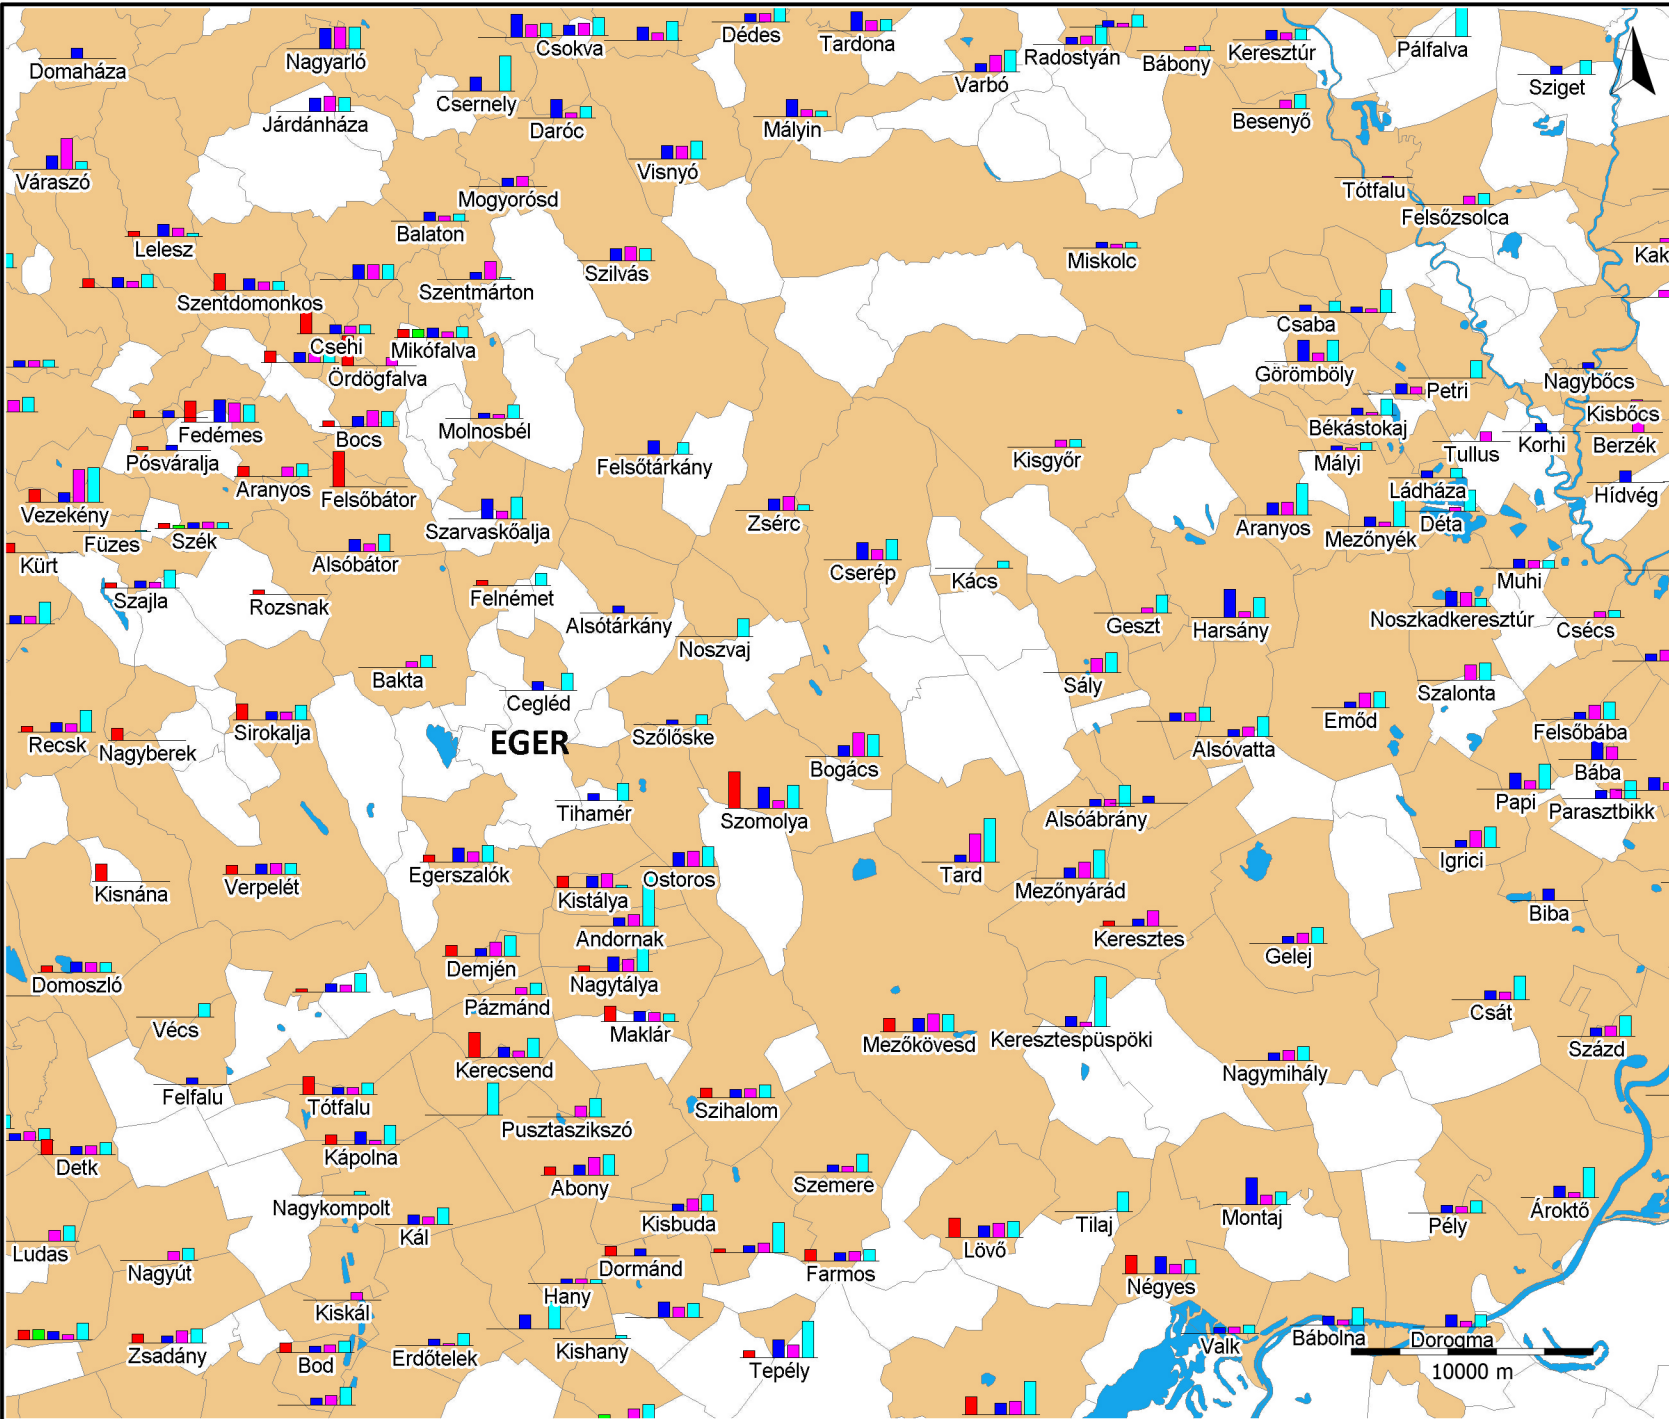 Dédes
Pálfalva
Csokva
Tardona
Keresztúr
Nagyarló
Radostyán
Bábony
Domaháza
Varbó
Sziget
Csernely
Járdánháza
Daróc
Mályin
Besenyő
Visnyó
Váraszó
Tótfalu
Mogyorósd
Felsőzsolca
Balaton
Lelesz
Kak
Miskolc
Szilvás
Szentmárton
Szentdomonkos
Csaba
Csehi
Mikófalva
Ördögfalva
Görömböly
Nagybőcs
Petri
Kisbőcs
Békástokaj
Molnosbél
Fedémes
Bocs
Korhi
Berzék
Tullus
Pósváralja
Kisgyőr
Mályi
Felsőtárkány
Aranyos
Ládháza
Hídvég
Felsőbátor
Vezekény
Zsérc
Déta
Aranyos
Szarvaskőalja
Mezőnyék
Füzes
Szék
Kürt
Alsóbátor
Cserép
Kács
Muhi
Szajla
Felnémet
Rozsnak
Noszkadkeresztúr
Alsótárkány
Geszt
Harsány
Csécs
Noszvaj
Bakta
Sály
Szalonta
Cegléd
Emőd
Sirokalja
Felsőbába
Szőlőske
Recsk
EGER
Nagyberek
Alsóvatta
Bogács
Bába
Papi
Parasztbikk
Tihamér
Szomolya
Alsóábrány
Igrici
Egerszalók
Tard
Ostoros
Verpelét
Mezőnyárád
Kisnána
Kistálya
Biba
Andornak
Keresztes
Gelej
Demjén
Nagytálya
Domoszló
Pázmánd
Csát
Vécs
Maklár
Mezőkövesd
Keresztespüspöki
Százd
Kerecsend
Nagymihály
Felfalu
Tótfalu
Szihalom
Pusztaszikszó
Kápolna
Detk
Szemere
Abony
Nagykompolt
Ároktő
Kisbuda
Tilaj
Montaj
Pély
Kál
Ludas
Lövő
Dormánd
Nagyút
Farmos
Négyes
Hany
Kiskál
Bábolna
Dorogma
Valk
Kishany
Zsadány
Erdőtelek
Bod
Tepély
10000 m